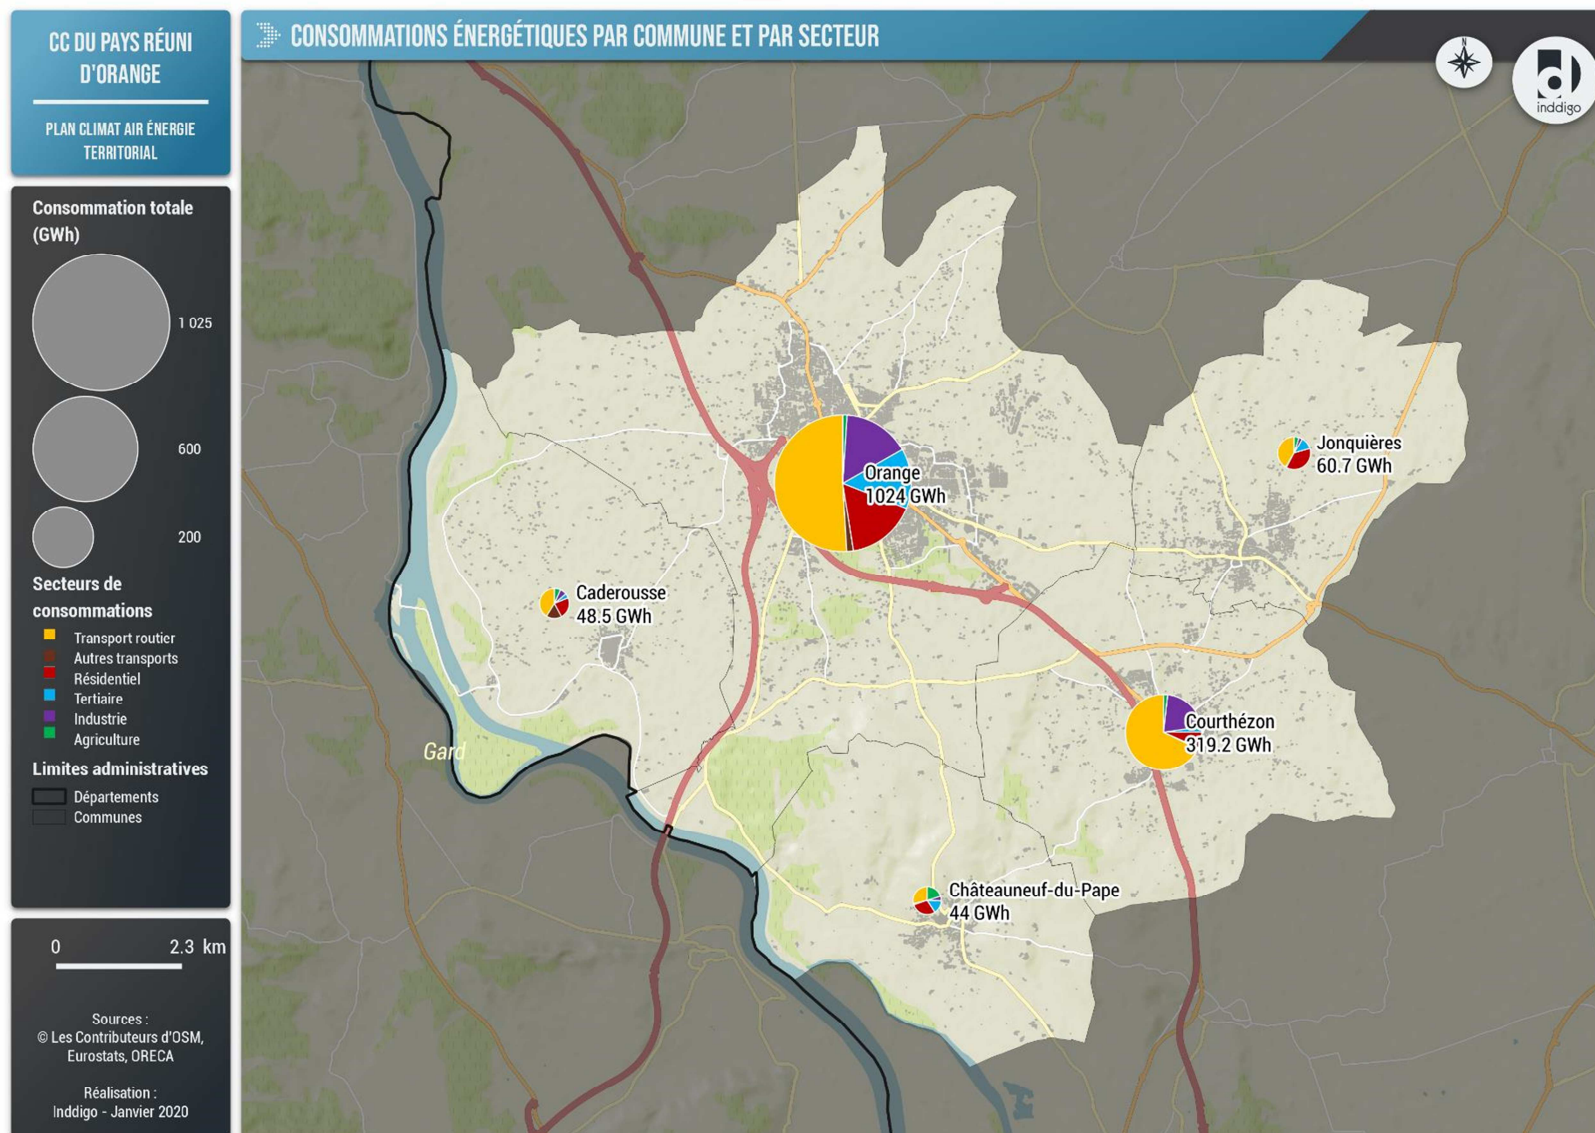 CC DU PAYS RÉUNI
D'ORANGE
PLAN CLIMAT AIR ÉNERGIE
TERRITORIAL
CONSOMMATIONS ÉNERGÉTIQUES PAR COMMUNE ET PAR SECTEUR
N
inddigo
Consommation totale
(GWh)
1 025
600
200
Secteurs de
consommations
Transport routier
Autres transports
Résidentiel
Tertiaire
Industrie
Agriculture
Limites administratives
Départements
Communes
0 2.3 km
Sources :
© Les Contributeurs d'OSM,
Eurostats, ORECA
Réalisation :
Inddigo - Janvier 2020
Jonquières
60.7 GWh
Orange
1024 GWh
Caderousse
48.5 GWh
Courthézon
319.2 GWh
Gard
Châteauneuf-du-Pape
44 GWh